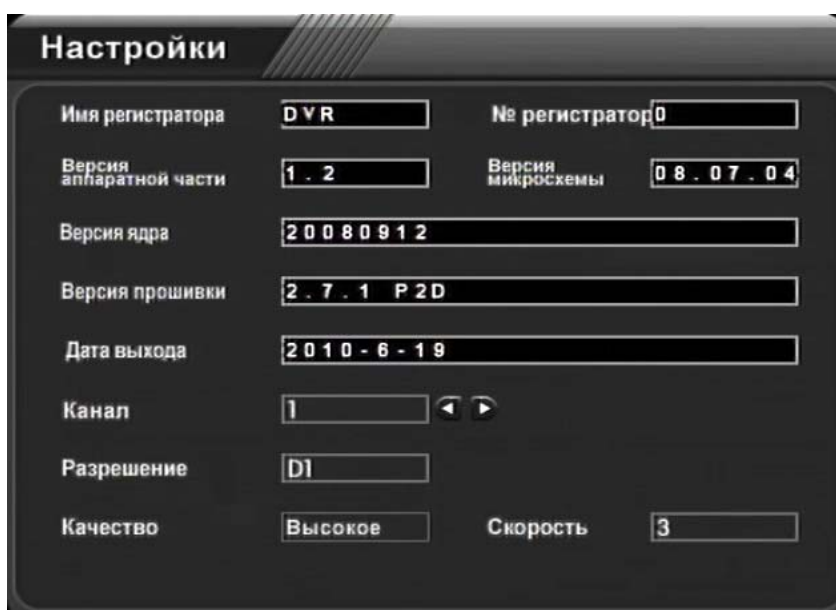 Настройки
Имя регистратора DVR № регистратор 0
Версия аппаратной части 1.2 Версия микросхемы 08.07.04
Версия ядра 20080912
Версия прошивки 2.7.1 P2D
Дата выхода 2010-6-19
Канал 1
Разрешение D1
Качество Высокое Скорость 3